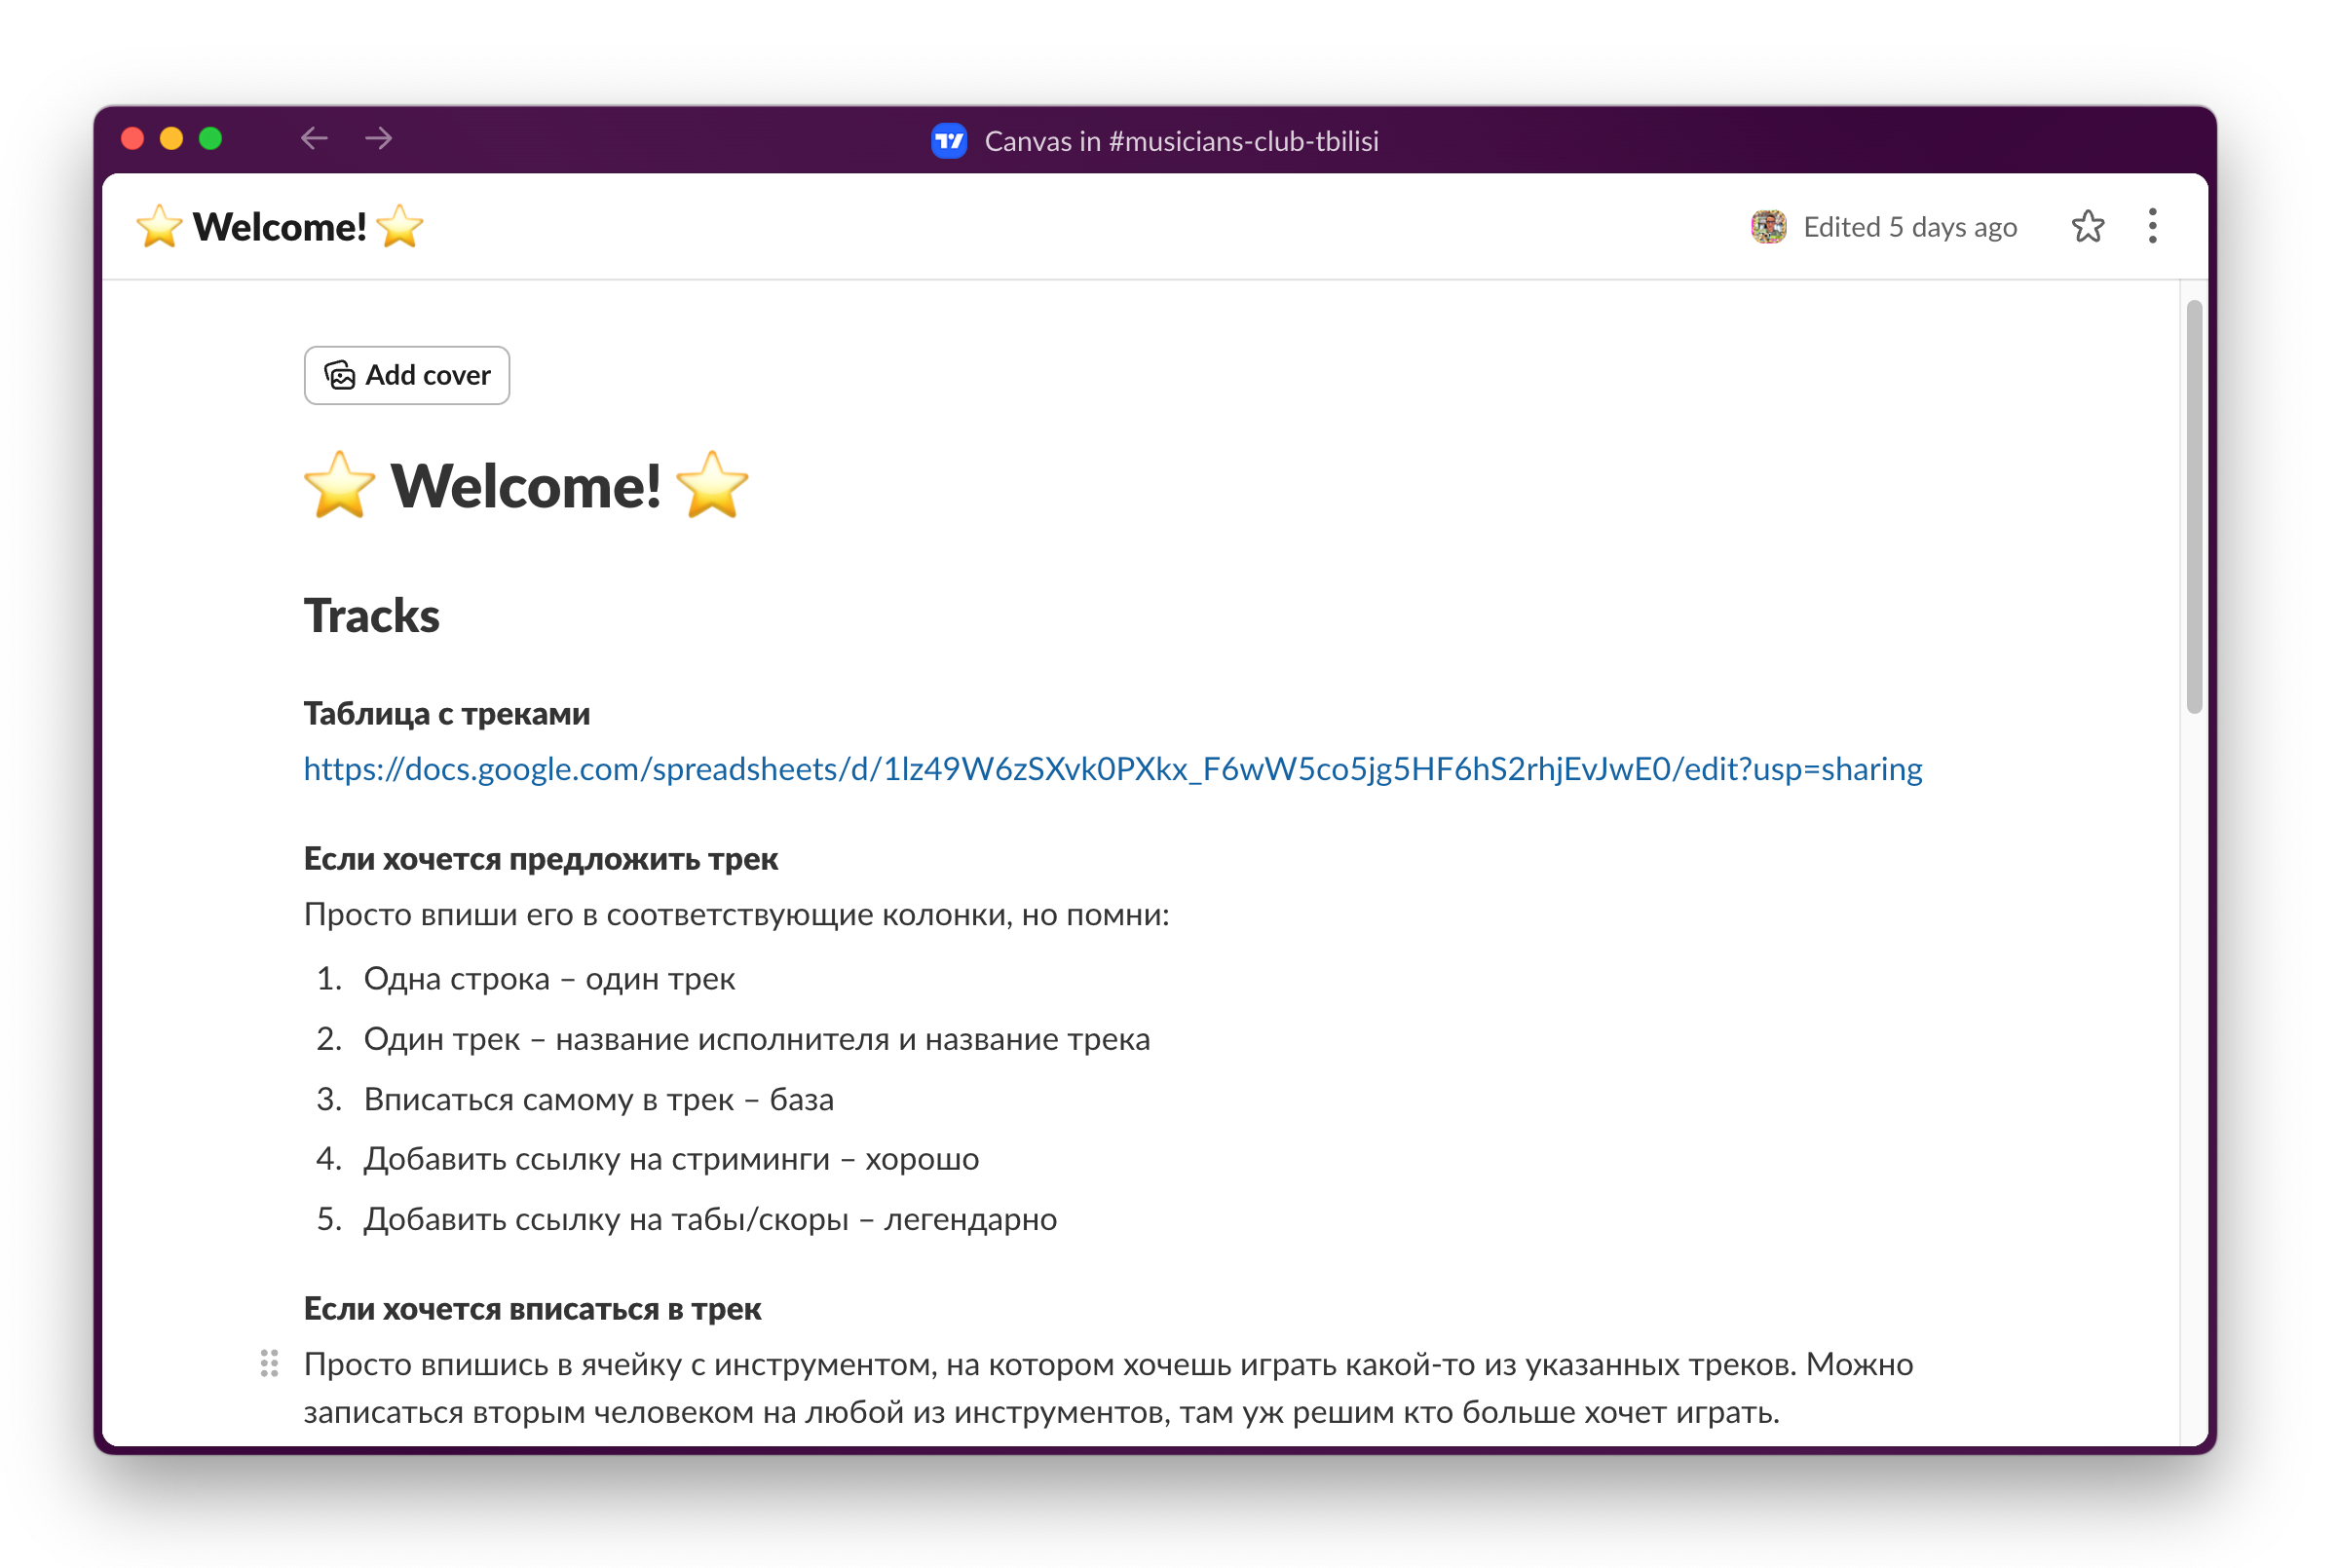 Canvas in #musicians-club-tbilisi
⭐ Welcome! ⭐
Edited 5 days ago
Add cover
⭐ Welcome! ⭐
Tracks
Таблица с треками
https://docs.google.com/spreadsheets/d/1lz49W6zSXvk0PXkx_F6wW5co5jg5HF6hS2rhjEvJwE0/edit?usp=sharing
Если хочется предложить трек
Просто впиши его в соответствующие колонки, но помни:
1. Одна строка – один трек
2. Один трек – название исполнителя и название трека
3. Вписаться самому в трек – база
4. Добавить ссылку на стриминги – хорошо
5. Добавить ссылку на табы/скоры – легендарно
Если хочется вписаться в трек
Просто впишись в ячейку с инструментом, на котором хочешь играть какой-то из указанных треков. Можно
записаться вторым человеком на любой из инструментов, там уж решим кто больше хочет играть.